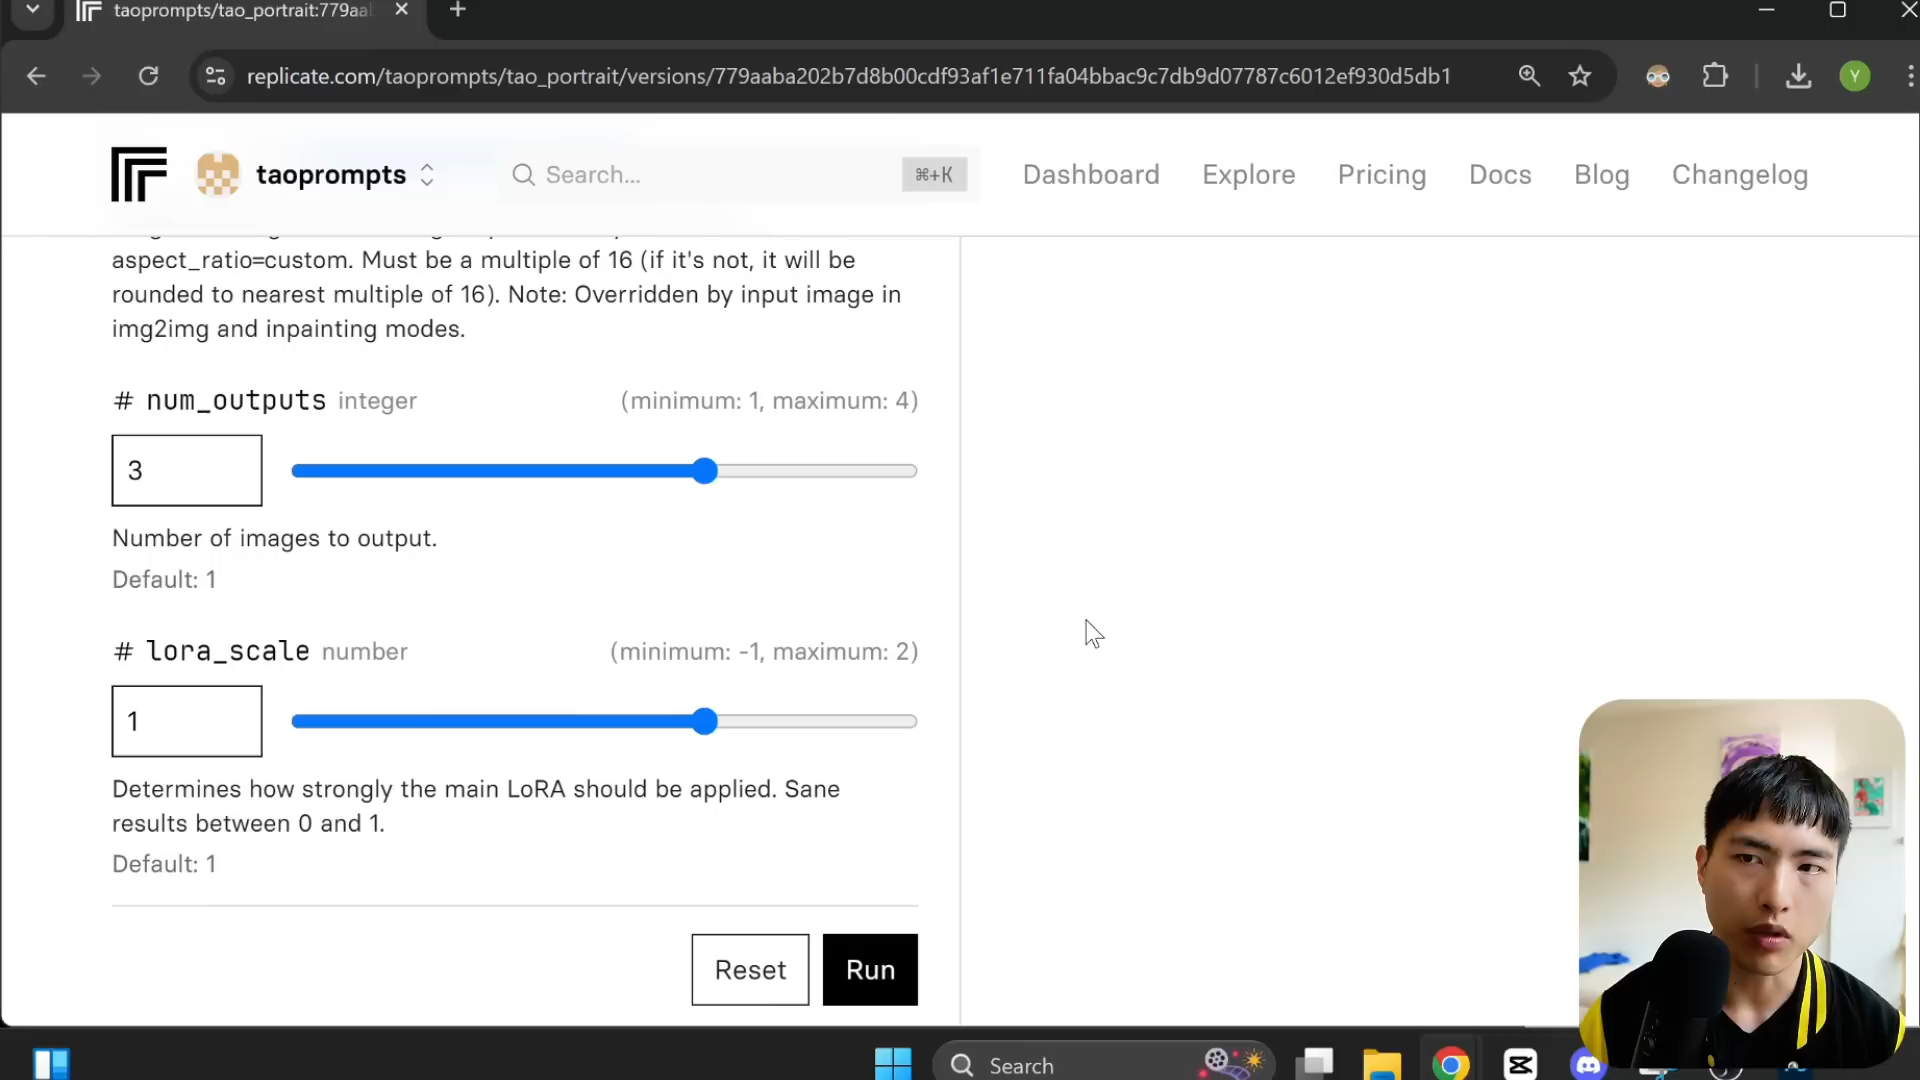 taoprompts/tao_portrait:779aa
replicate.com/taoprompts/tao_portrait/versions/779aaba202b7d8b00cdf93af1e711fa04bbac9c7db9d07787c6012ef930d5db1
Y
taoprompts
Search...
⌘+K
Dashboard
Explore
Pricing
Docs
Blog
Changelog
aspect_ratio=custom. Must be a multiple of 16 (if it's not, it will be
rounded to nearest multiple of 16). Note: Overridden by input image in
img2img and inpainting modes.
# num_outputs integer (minimum: 1, maximum: 4)
3
Number of images to output.
Default: 1
# lora_scale number (minimum: -1, maximum: 2)
1
Determines how strongly the main LoRA should be applied. Sane
results between 0 and 1.
Default: 1
Reset
Run
Search